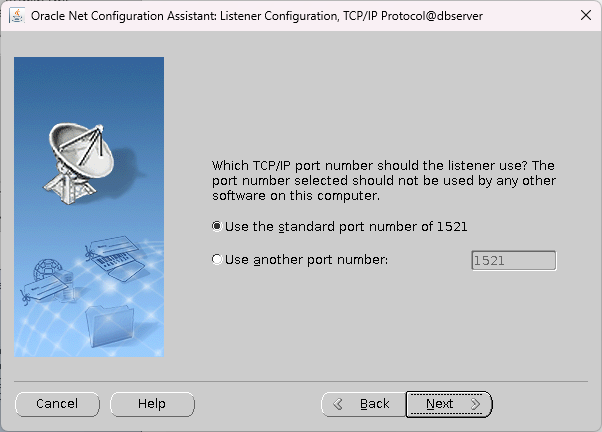 Oracle Net Configuration Assistant: Listener Configuration, TCP/IP Protocol@dbserver
Which TCP/IP port number should the listener use? The
port number selected should not be used by any other
software on this computer.
Use the standard port number of 1521
Use another port number:
1521
Cancel
Help
Back
Next